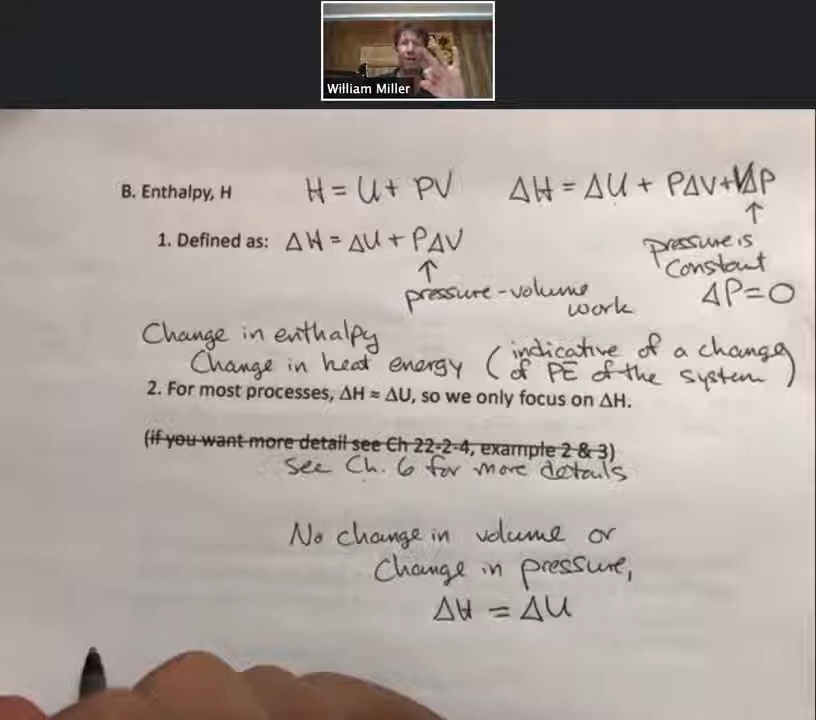 William Miller
B. Enthalpy, H H = U + PV ΔH = ΔU + PΔV + VΔP
↑
1. Defined as: ΔH = ΔU + PΔV
↑
pressure is
constant
ΔP = 0
pressure-volume
work
Change in enthalpy
Change in heat energy (indicative of a change
of PE of the system)
2. For most processes, ΔH ≈ ΔU, so we only focus on ΔH.
(if you want more detail see Ch 22-2-4, example 2 & 3)
see Ch. 6 for more details
No change in volume or
change in pressure,
ΔH = ΔU